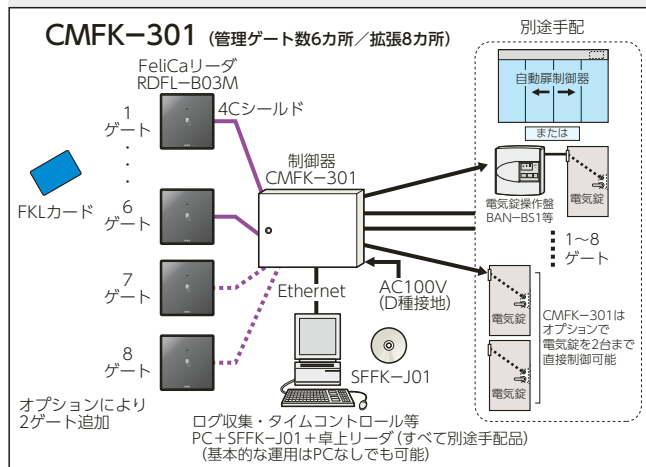 CMFK−301 (管理ゲート数6カ所／拡張8カ所)
別途手配
FeliCaリーダ
RDFL−B03M
4Cシールド
1
ゲート
・
・
・
6
ゲート
7
ゲート
8
ゲート
FKLカード
オプションにより
2ゲート追加
制御器
CMFK−301
Ethernet
AC100V
(D種接地)
SFFK−J01
ログ収集・タイムコントロール等
PC＋SFFK−J01＋卓上リーダ (すべて別途手配品)
(基本的な運用はPCなしでも可能)
自動扉制御器
または
電気錠操作盤
BAN−BS1等
電気錠
1〜8
ゲート
電気錠
電気錠
CMFK−301は
オプションで
電気錠を2台まで
直接制御可能